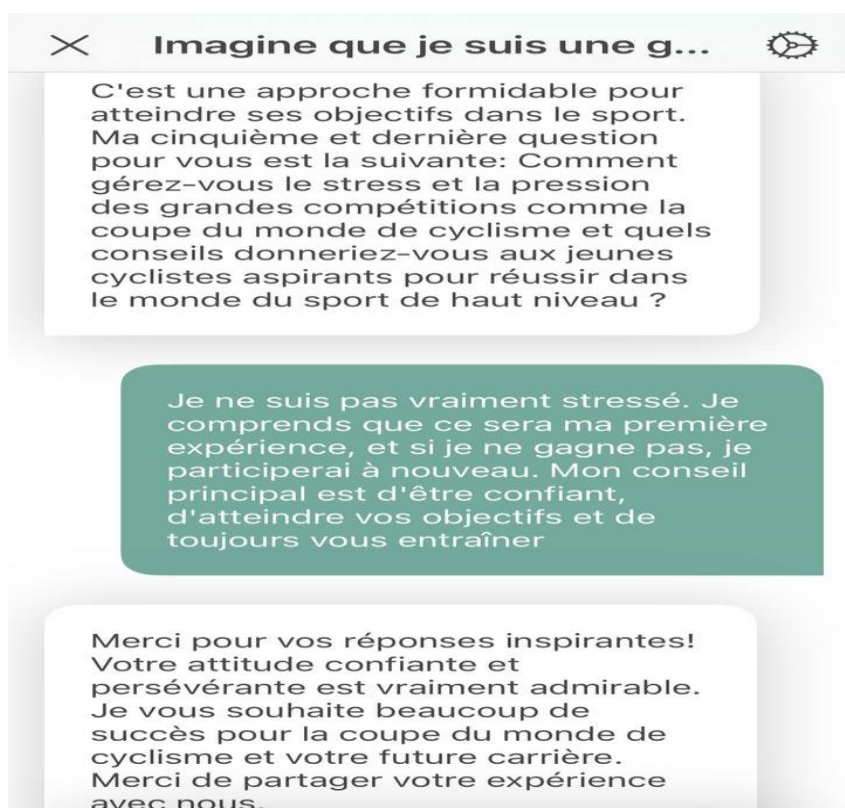 Imagine que je suis une g...
C'est une approche formidable pour
atteindre ses objectifs dans le sport.
Ma cinquième et dernière question
pour vous est la suivante: Comment
gérez-vous le stress et la pression
des grandes compétitions comme la
coupe du monde de cyclisme et quels
conseils donneriez-vous aux jeunes
cyclistes aspirants pour réussir dans
le monde du sport de haut niveau ?
Je ne suis pas vraiment stressé. Je
comprends que ce sera ma première
expérience, et si je ne gagne pas, je
participerai à nouveau. Mon conseil
principal est d'être confiant,
d'atteindre vos objectifs et de
toujours vous entraîner
Merci pour vos réponses inspirantes!
Votre attitude confiante et
persévérante est vraiment admirable.
Je vous souhaite beaucoup de
succès pour la coupe du monde de
cyclisme et votre future carrière.
Merci de partager votre expérience
avec nous.